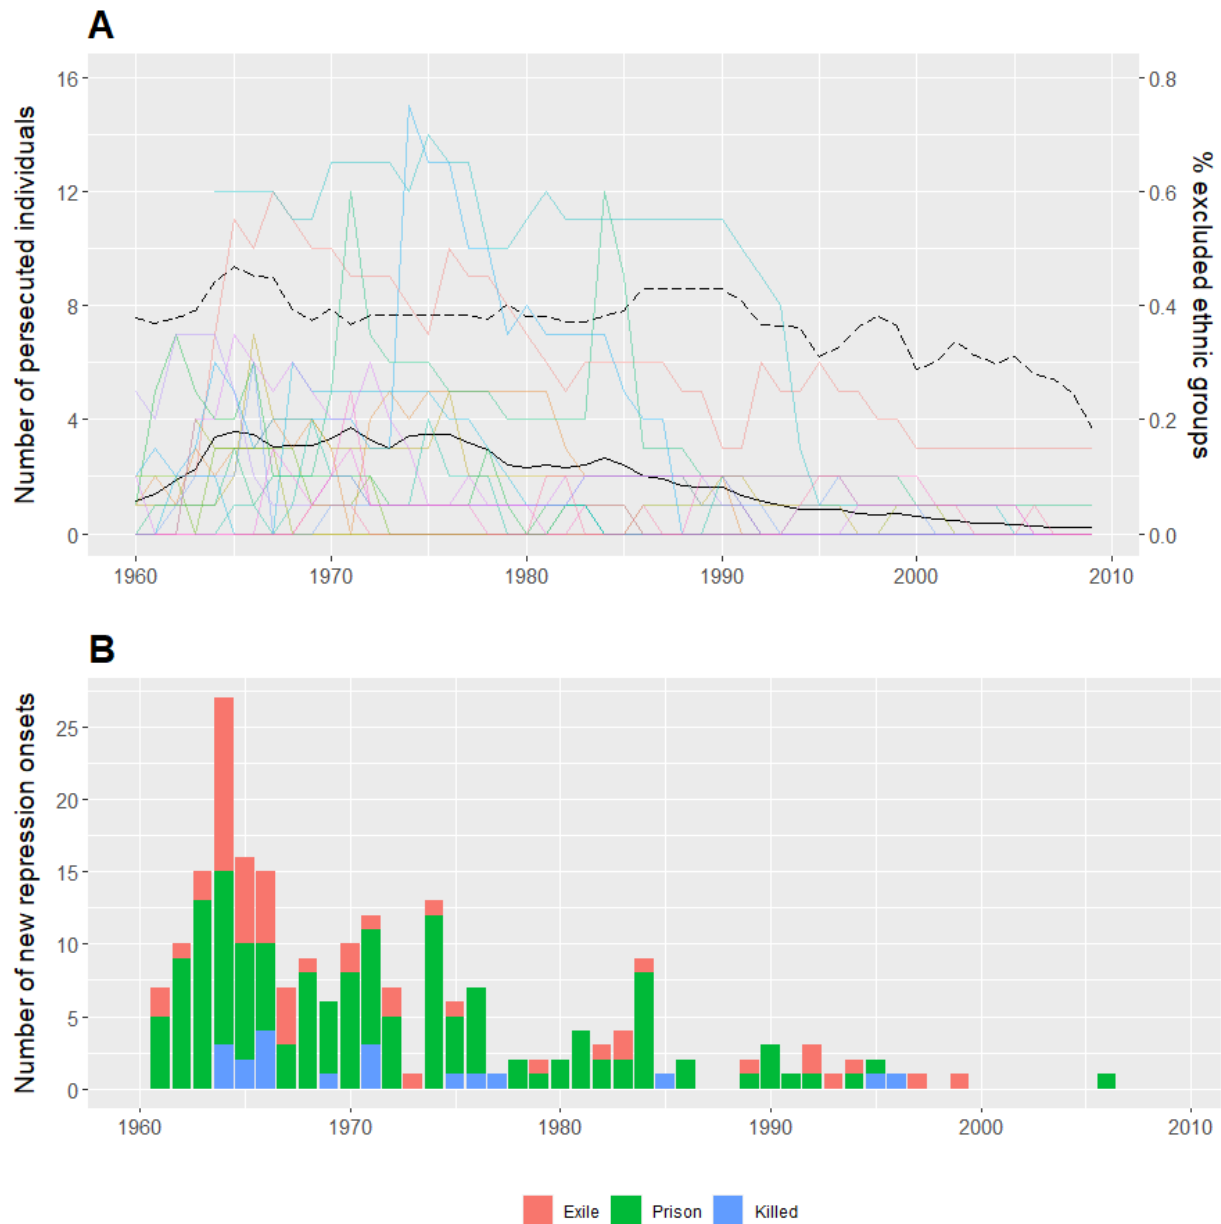 A
Number of persecuted individuals
16
12
8
4
0
0.8
0.6
0.4
0.2
0.0
% excluded ethnic groups
1960 1970 1980 1990 2000 2010
B
Number of new repression onsets
25
20
15
10
5
0
1960 1970 1980 1990 2000 2010
Exile Prison Killed